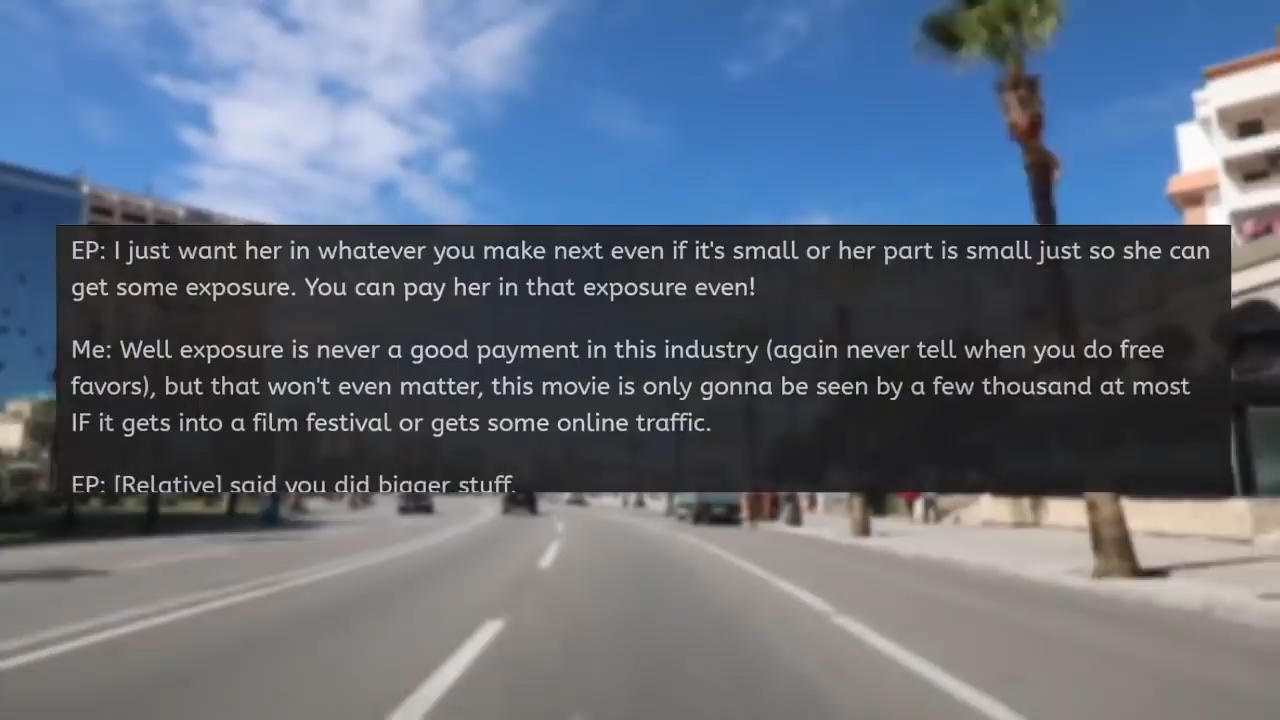 EP: I just want her in whatever you make next even if it's small or her part is small just so she can
get some exposure. You can pay her in that exposure even!
Me: Well exposure is never a good payment in this industry (again never tell when you do free
favors), but that won't even matter, this movie is only gonna be seen by a few thousand at most
IF it gets into a film festival or gets some online traffic.
EP: [Relative] said you did bigger stuff.